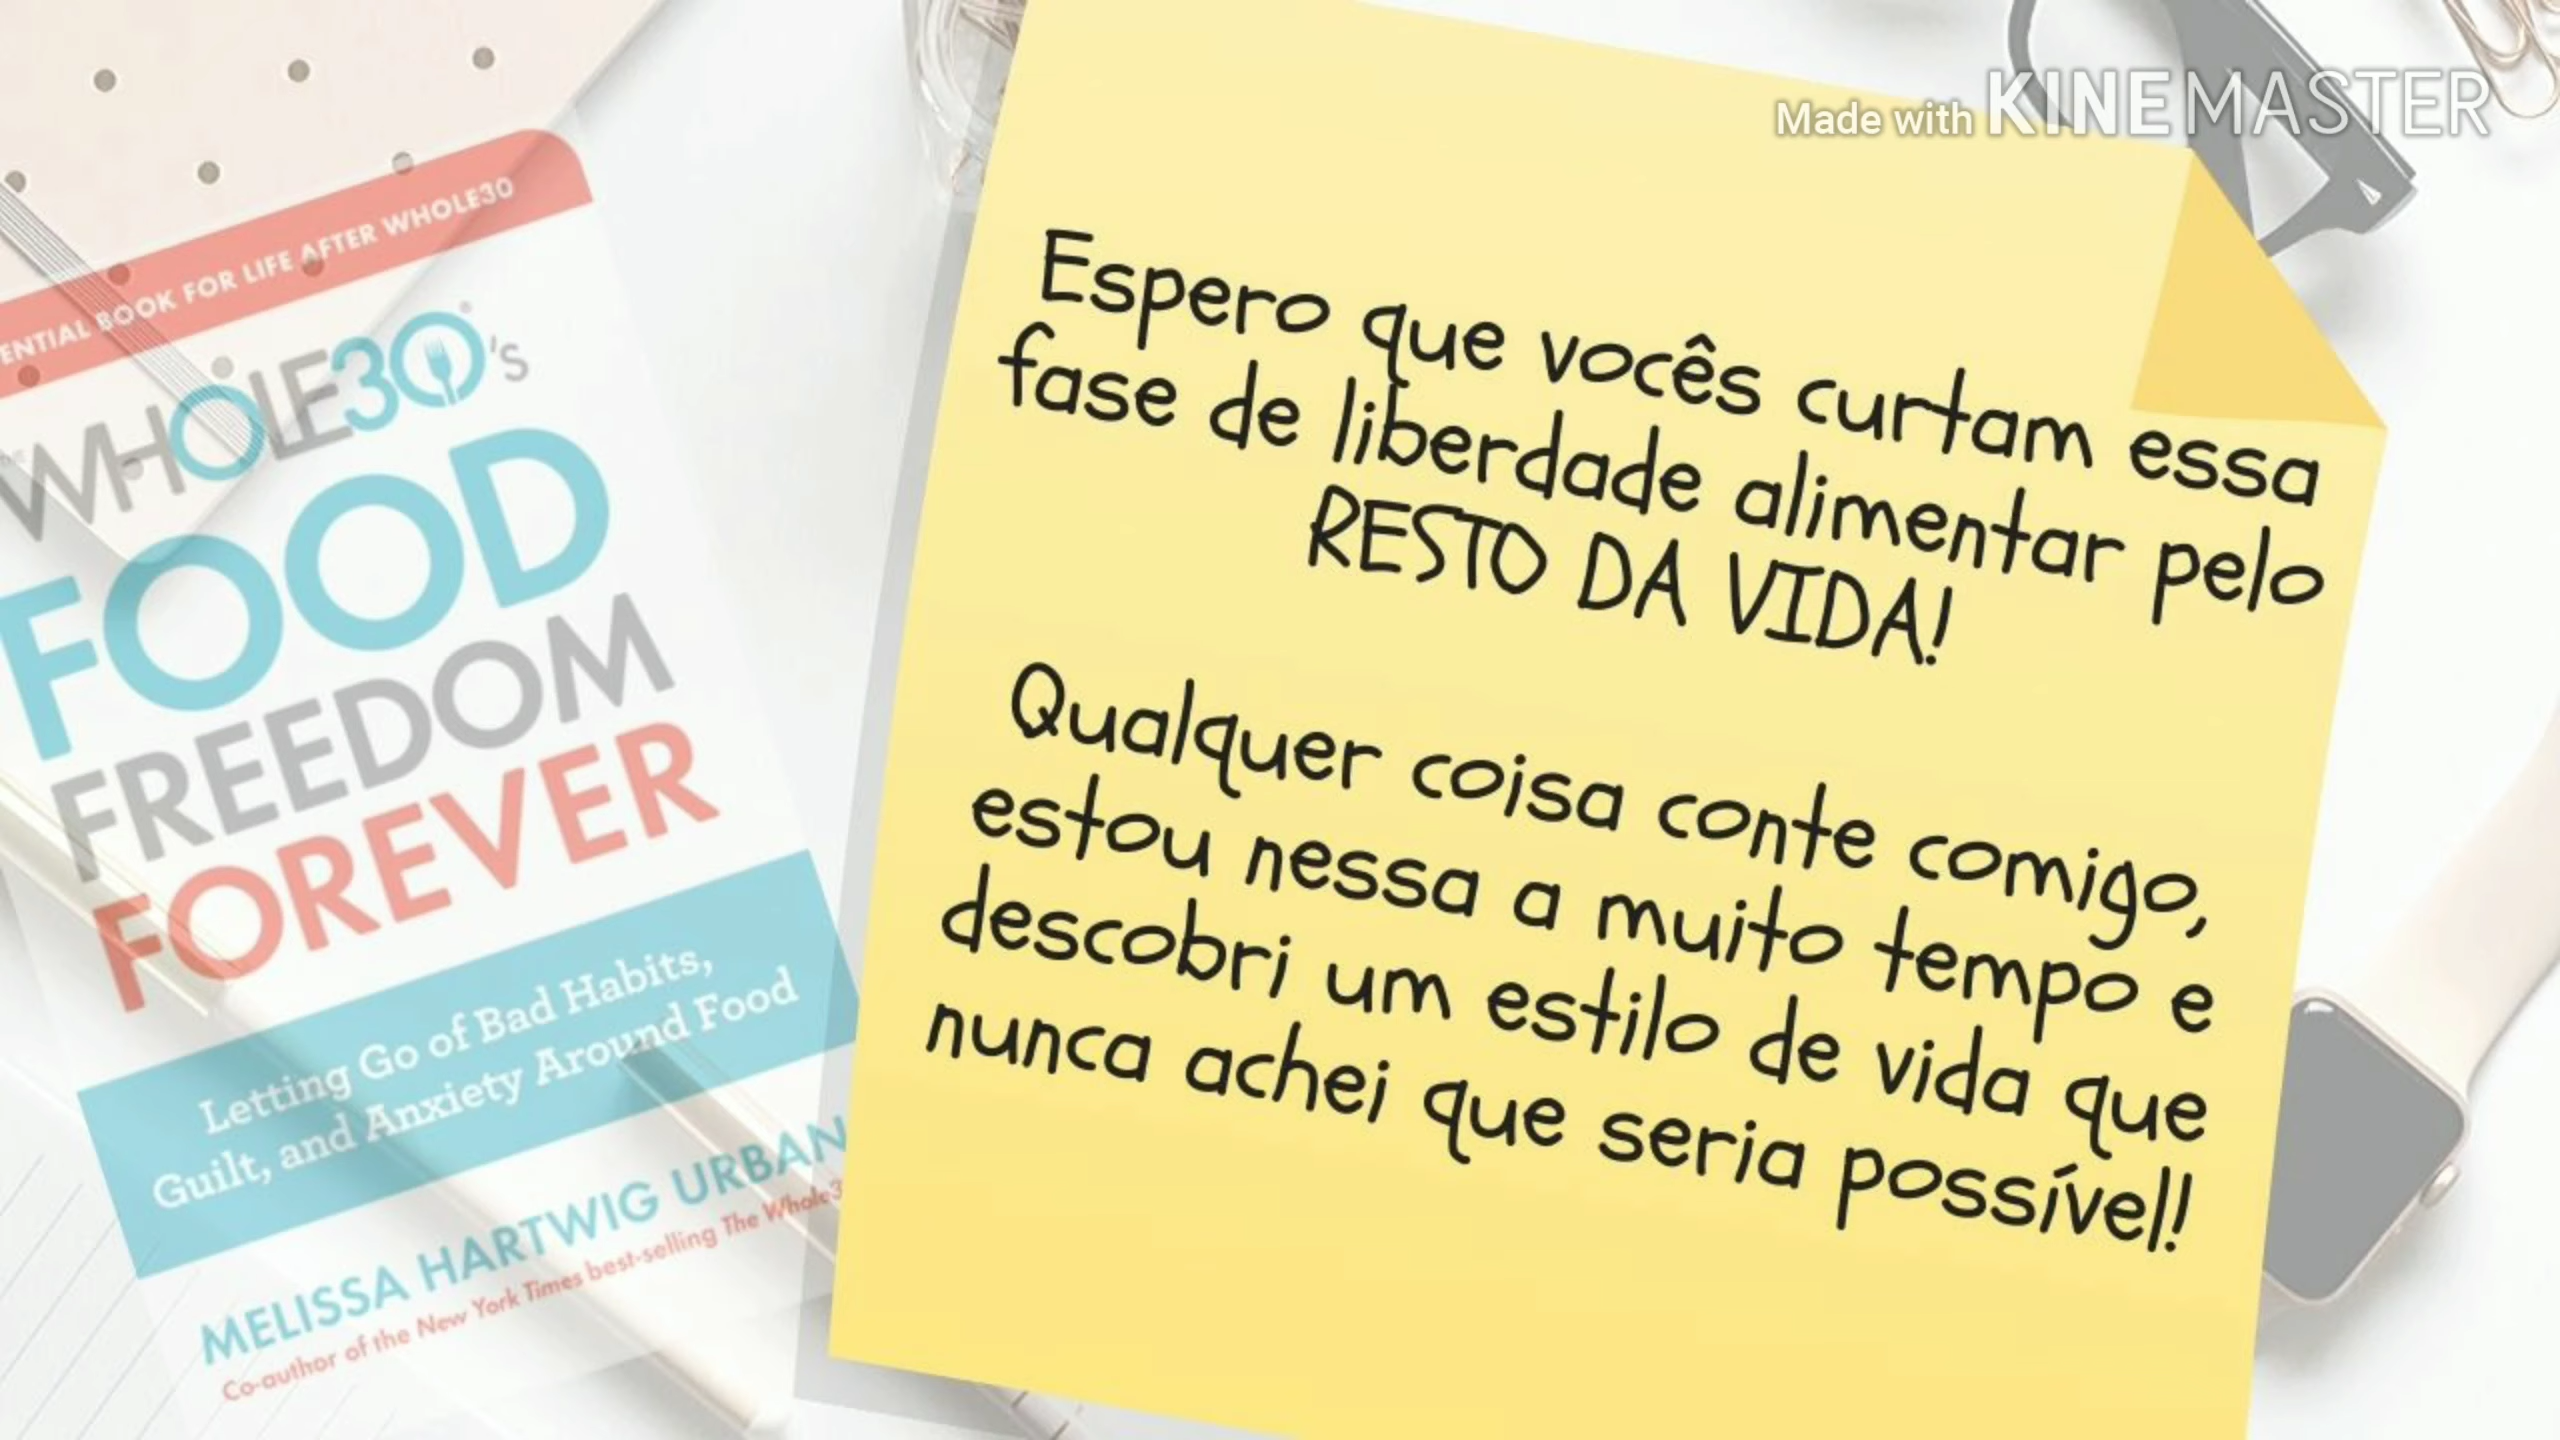 Made with KINEMASTER
ENTIAL BOOK FOR LIFE AFTER WHOLE30
THE
WHOLE30®'s
FOOD
FREEDOM
FOREVER
Letting Go of Bad Habits,
Guilt, and Anxiety Around Food
MELISSA HARTWIG URBAN
Co-author of the New York Times best-selling The Whole3
Espero que vocês curtam essa
fase de liberdade alimentar pelo
RESTO DA VIDA!
Qualquer coisa conte comigo,
estou nessa a muito tempo e
descobri um estilo de vida que
nunca achei que seria possível!